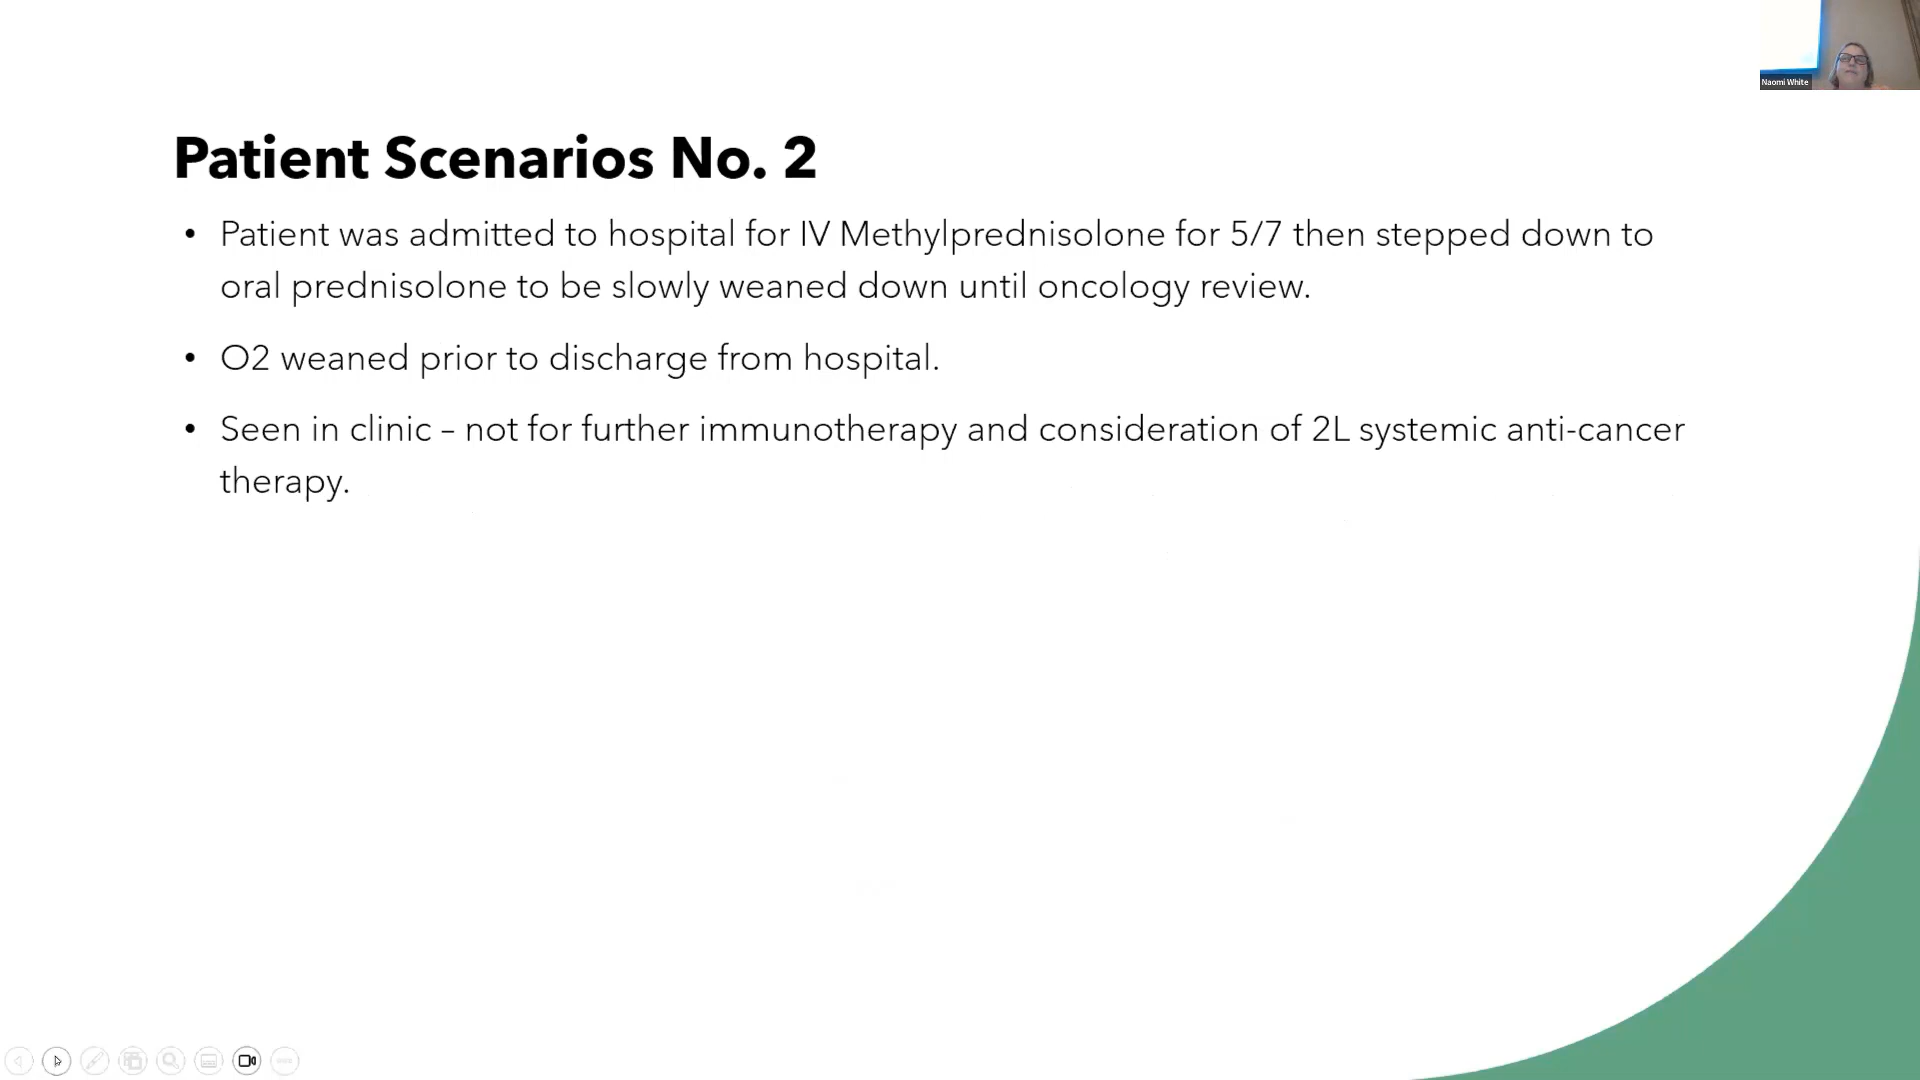 Naomi White
Patient Scenarios No. 2
• Patient was admitted to hospital for IV Methylprednisolone for 5/7 then stepped down to
oral prednisolone to be slowly weaned down until oncology review.
• O2 weaned prior to discharge from hospital.
• Seen in clinic – not for further immunotherapy and consideration of 2L systemic anti-cancer
therapy.